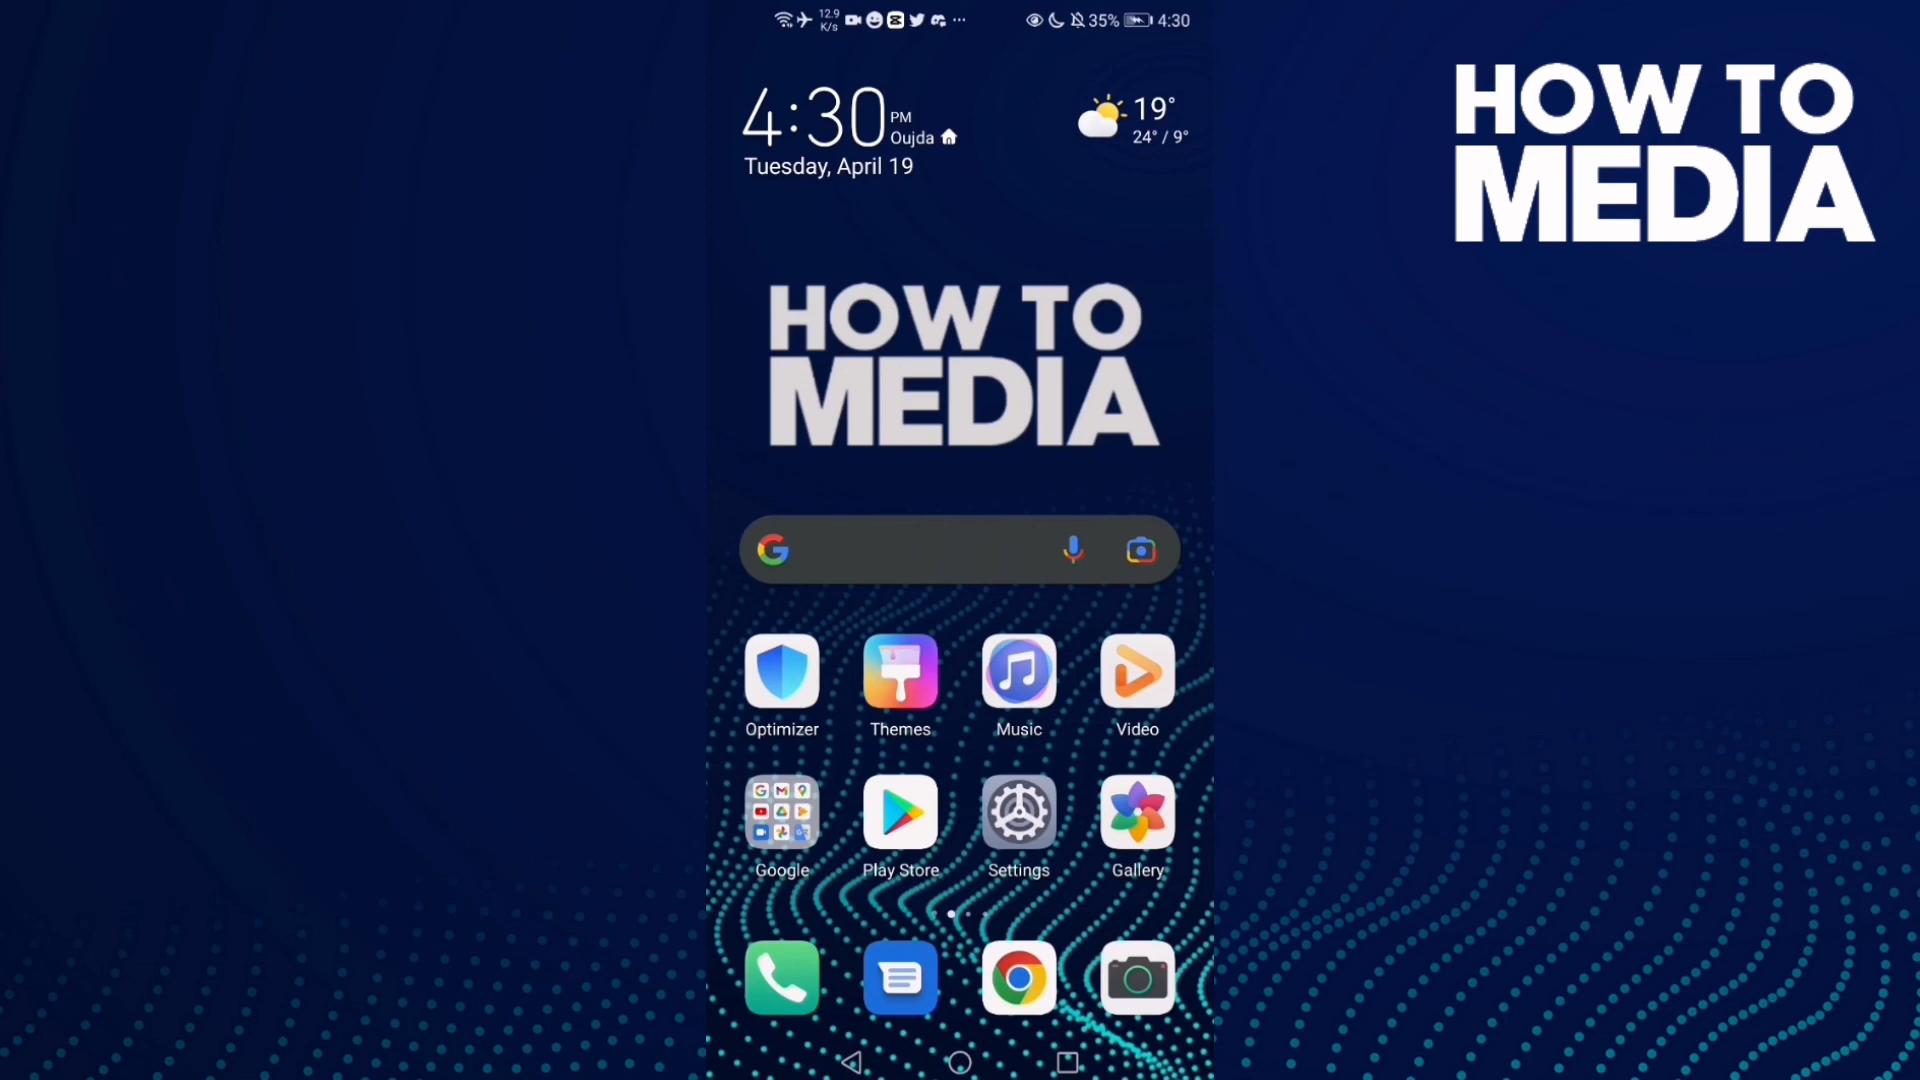 12.9
K/s
35%
4:30
4:30 PM
Oujda
Tuesday, April 19
19°
24° / 9°
HOW TO
MEDIA
HOW TO
MEDIA
Optimizer
Themes
Music
Video
Google
Play Store
Settings
Gallery